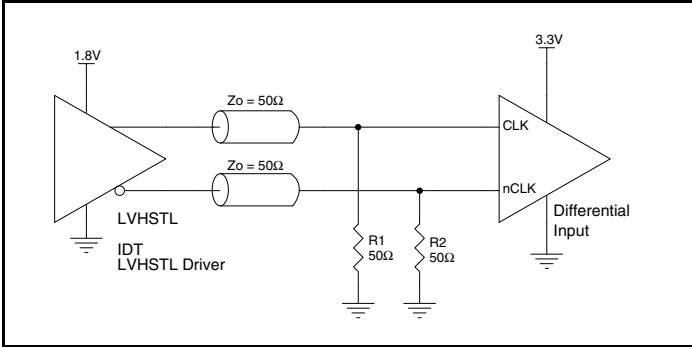 3.3V
1.8V
Zo = 50Ω
CLK
Zo = 50Ω
nCLK
LVHSTL
Differential
Input
IDT
LVHSTL Driver
R1
50Ω
R2
50Ω